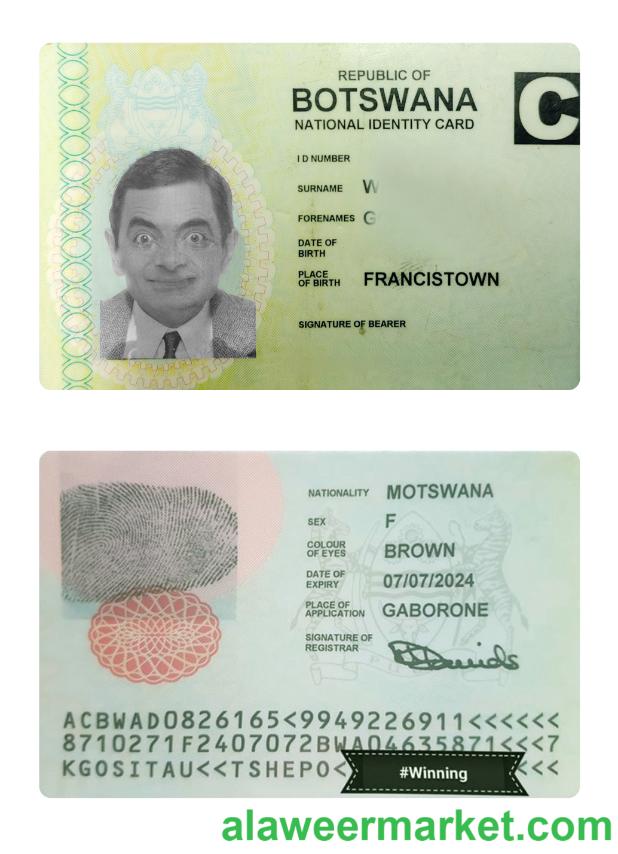 REPUBLIC OF
BOTSWANA
NATIONAL IDENTITY CARD
C
I D NUMBER
SURNAME W
FORENAMES G
DATE OF
BIRTH
PLACE
OF BIRTH FRANCISTOWN
SIGNATURE OF BEARER
NATIONALITY MOTSWANA
SEX F
COLOUR
OF EYES BROWN
DATE OF
EXPIRY 07/07/2024
PLACE OF
APPLICATION GABORONE
SIGNATURE OF
REGISTRAR
ACBWAD0826165<9949226911<<<<<<
8710271F2407072BWA04635871<<<7
KGOSITAU<<TSHEPO< <<<
#Winning
alaweermarket.com